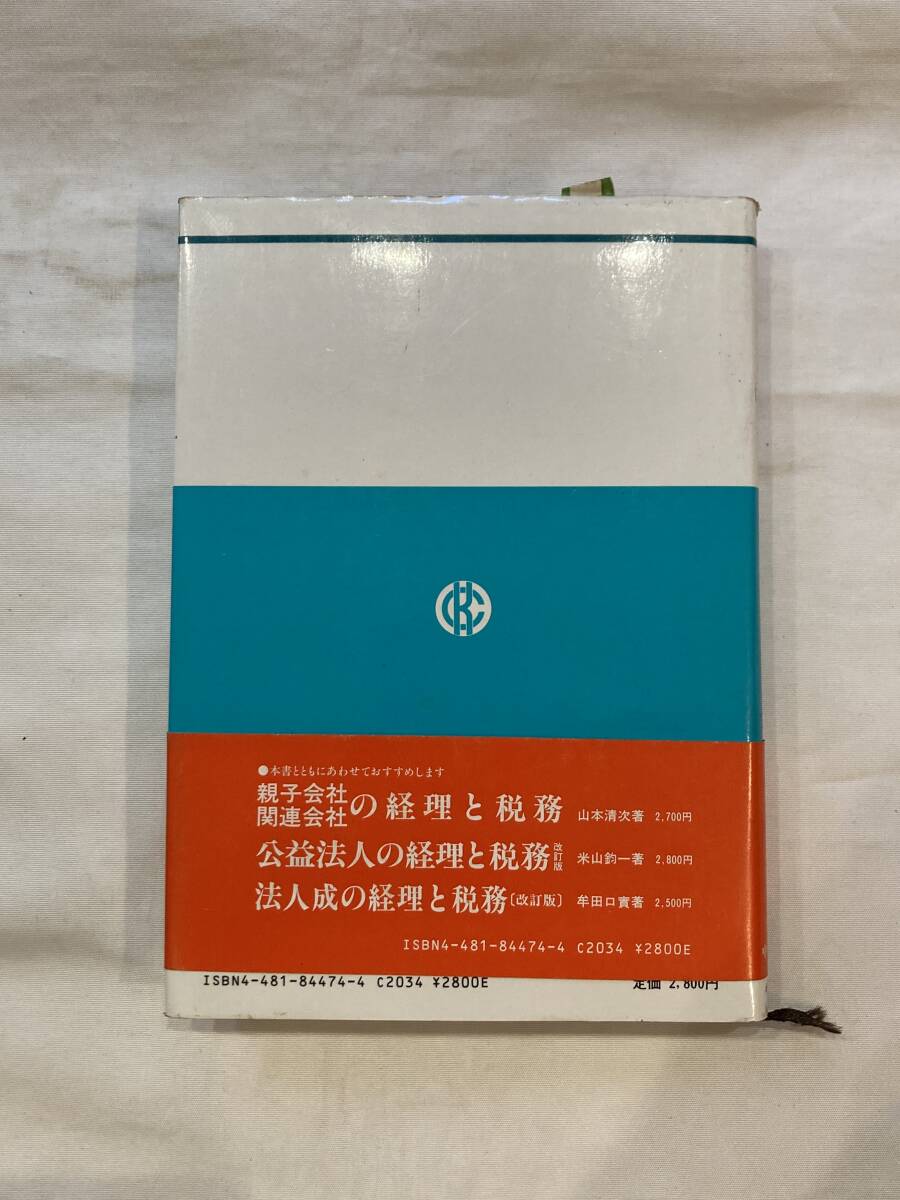 ●本書とともにあわせておすすめします
親子会社
関連会社の経理と税務 山本清次著 2,700円
公益法人の経理と税務 改訂版 米山鈞一著 2,800円
法人成の経理と税務〔改訂版〕 牟田口實著 2,500円
ISBN4-481-84474-4 C2034 ¥2800E
ISBN4-481-84474-4 C2034 ¥2800E 定価 2,800円